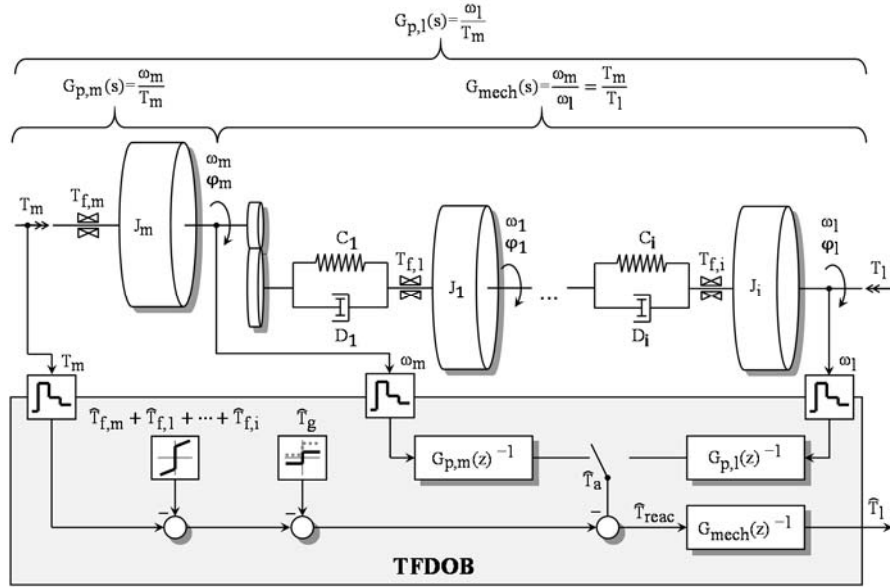 G_{p,l}(s)=ω_l/T_m
G_{p,m}(s)=ω_m/T_m
G_{mech}(s)=ω_m/ω_l=T_m/T_l
T_m
T_{f,m}
J_m
ω_m
φ_m
C_1
D_1
T_{f,1}
J_1
ω_1
φ_1
...
C_i
D_i
T_{f,i}
J_i
ω_l
φ_l
T_l
T_m
ω_m
ω_l
T̂_{f,m} + T̂_{f,1} + ··· + T̂_{f,i}
T̂_g
G_{p,m}(z)^{-1}
T̂_a
G_{p,l}(z)^{-1}
−
−
−
T̂_{reac}
G_{mech}(z)^{-1}
T̂_l
TFDOB